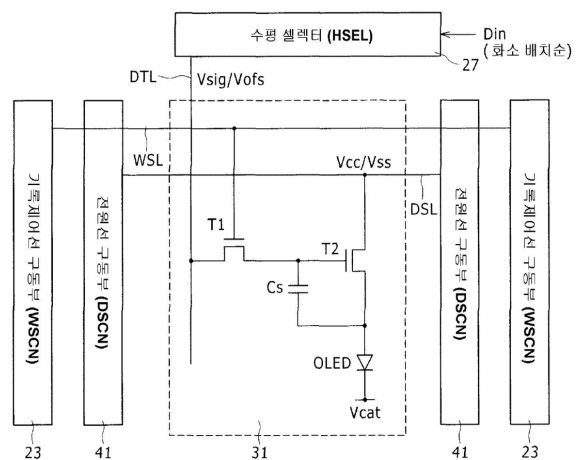 수평 셀렉터 (HSEL)
Din
( 화소 배치순 )
27
DTL
Vsig/Vofs
WSL
Vcc/Vss
DSL
기록제어선 구동부 (WSCN)
전원선 구동부 (DSCN)
T1
T2
Cs
OLED
Vcat
전원선 구동부 (DSCN)
기록제어선 구동부 (WSCN)
23
41
31
41
23